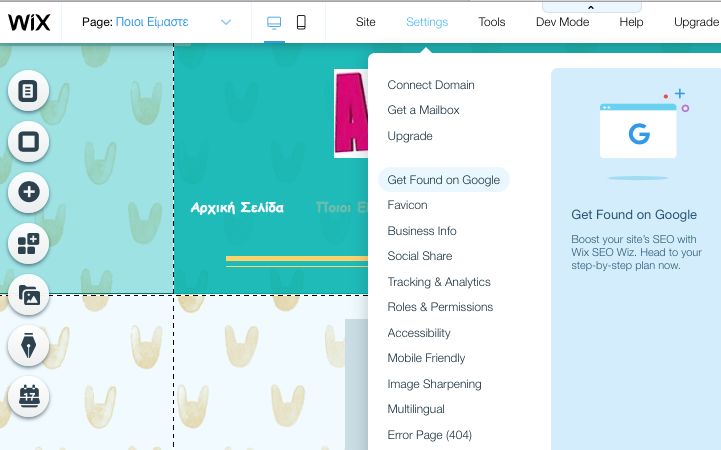 WiX Page: Ποιοι Είμαστε Site Settings Tools Dev Mode Help Upgrade
Connect Domain
Get a Mailbox
Upgrade
Get Found on Google
Favicon
Business Info
Social Share
Tracking & Analytics
Roles & Permissions
Accessibility
Mobile Friendly
Image Sharpening
Multilingual
Error Page (404)
G
Get Found on Google
Boost your site's SEO with
Wix SEO Wiz. Head to your
step-by-step plan now.
A
Αρχική Σελίδα Ποιοι
17